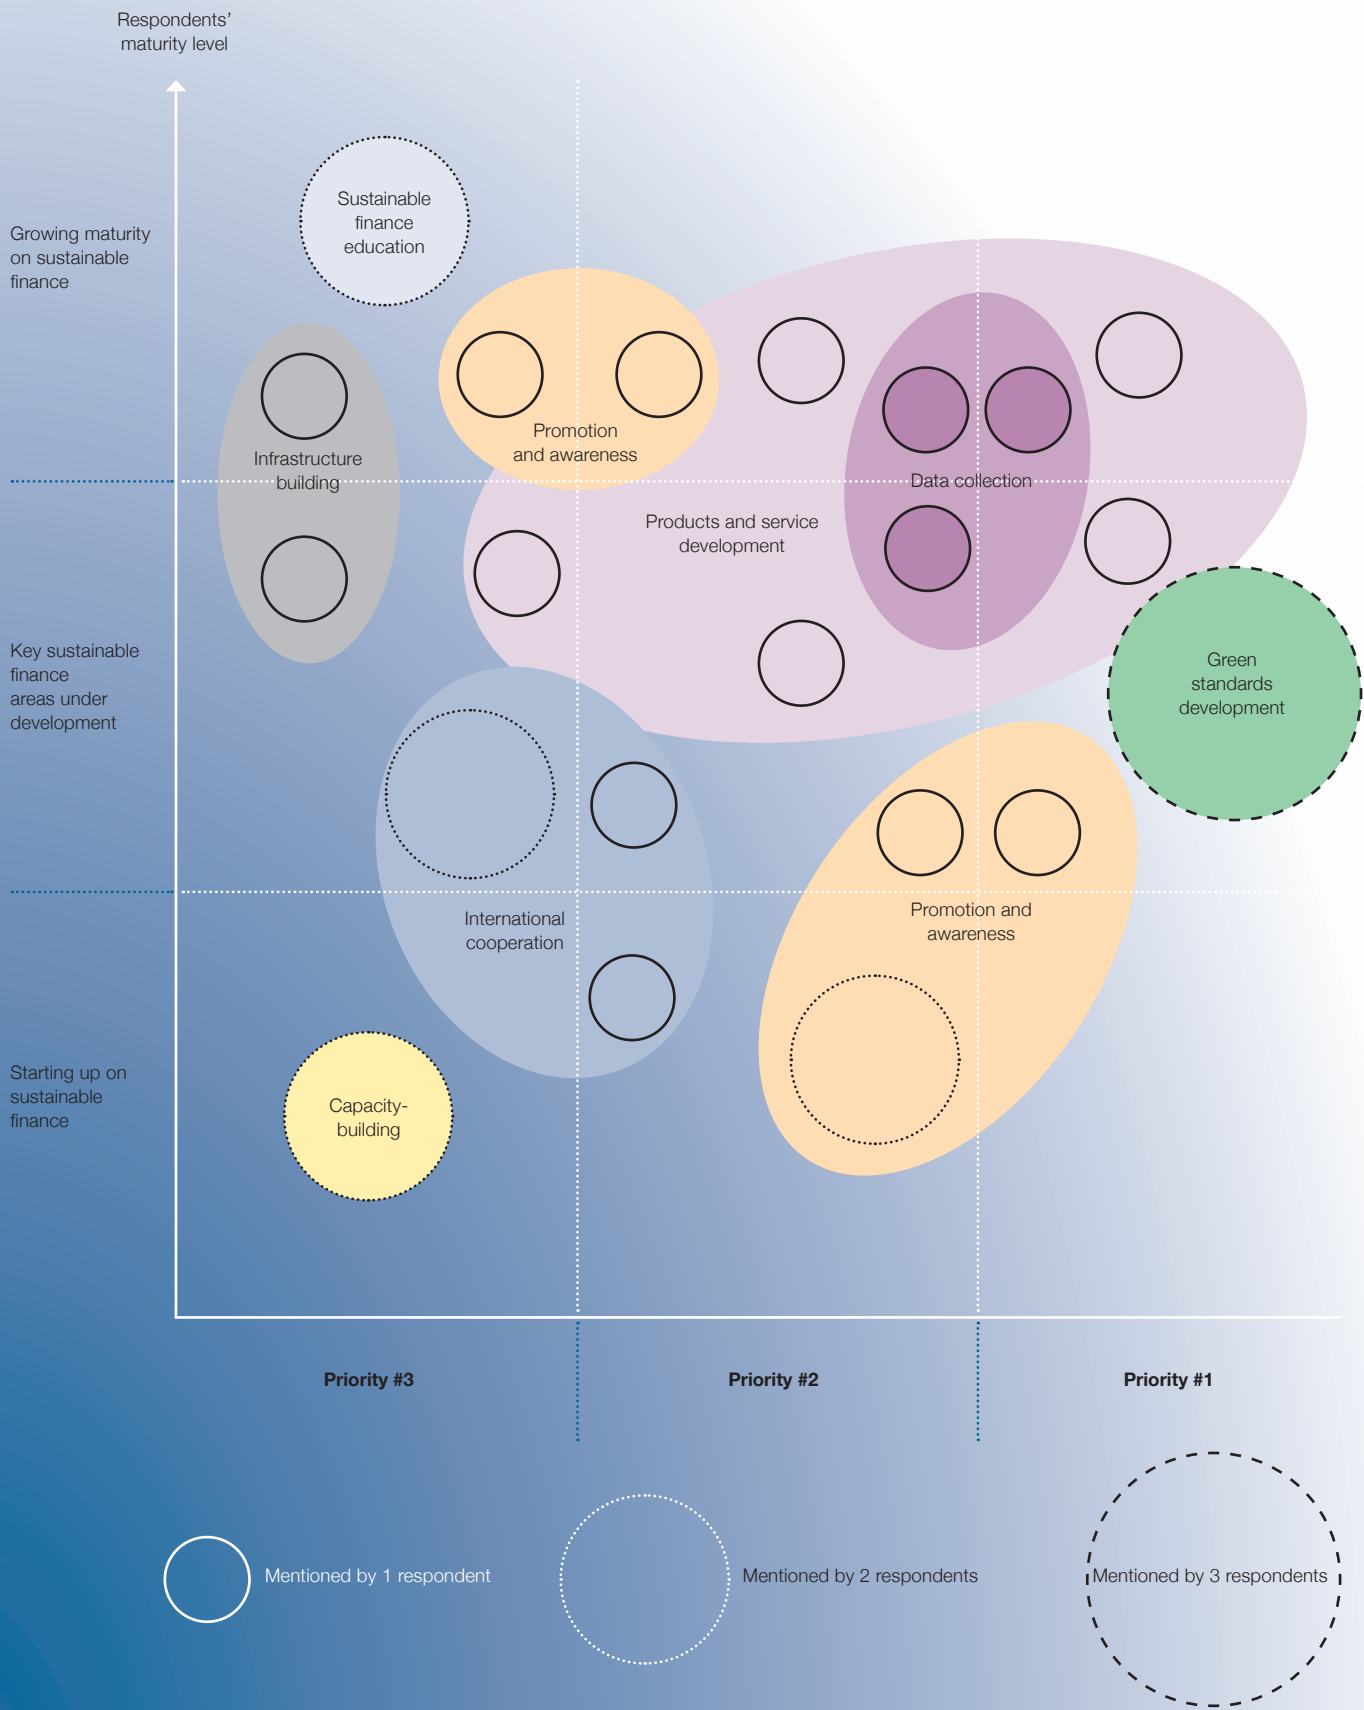 Respondents'
maturity level
Growing maturity
on sustainable
finance
Sustainable
finance
education
Infrastructure
building
Promotion
and awareness
Data collection
Products and service
development
Key sustainable
finance
areas under
development
Green
standards
development
International
cooperation
Promotion and
awareness
Starting up on
sustainable
finance
Capacity-
building
Priority #3
Priority #2
Priority #1
Mentioned by 1 respondent
Mentioned by 2 respondents
Mentioned by 3 respondents